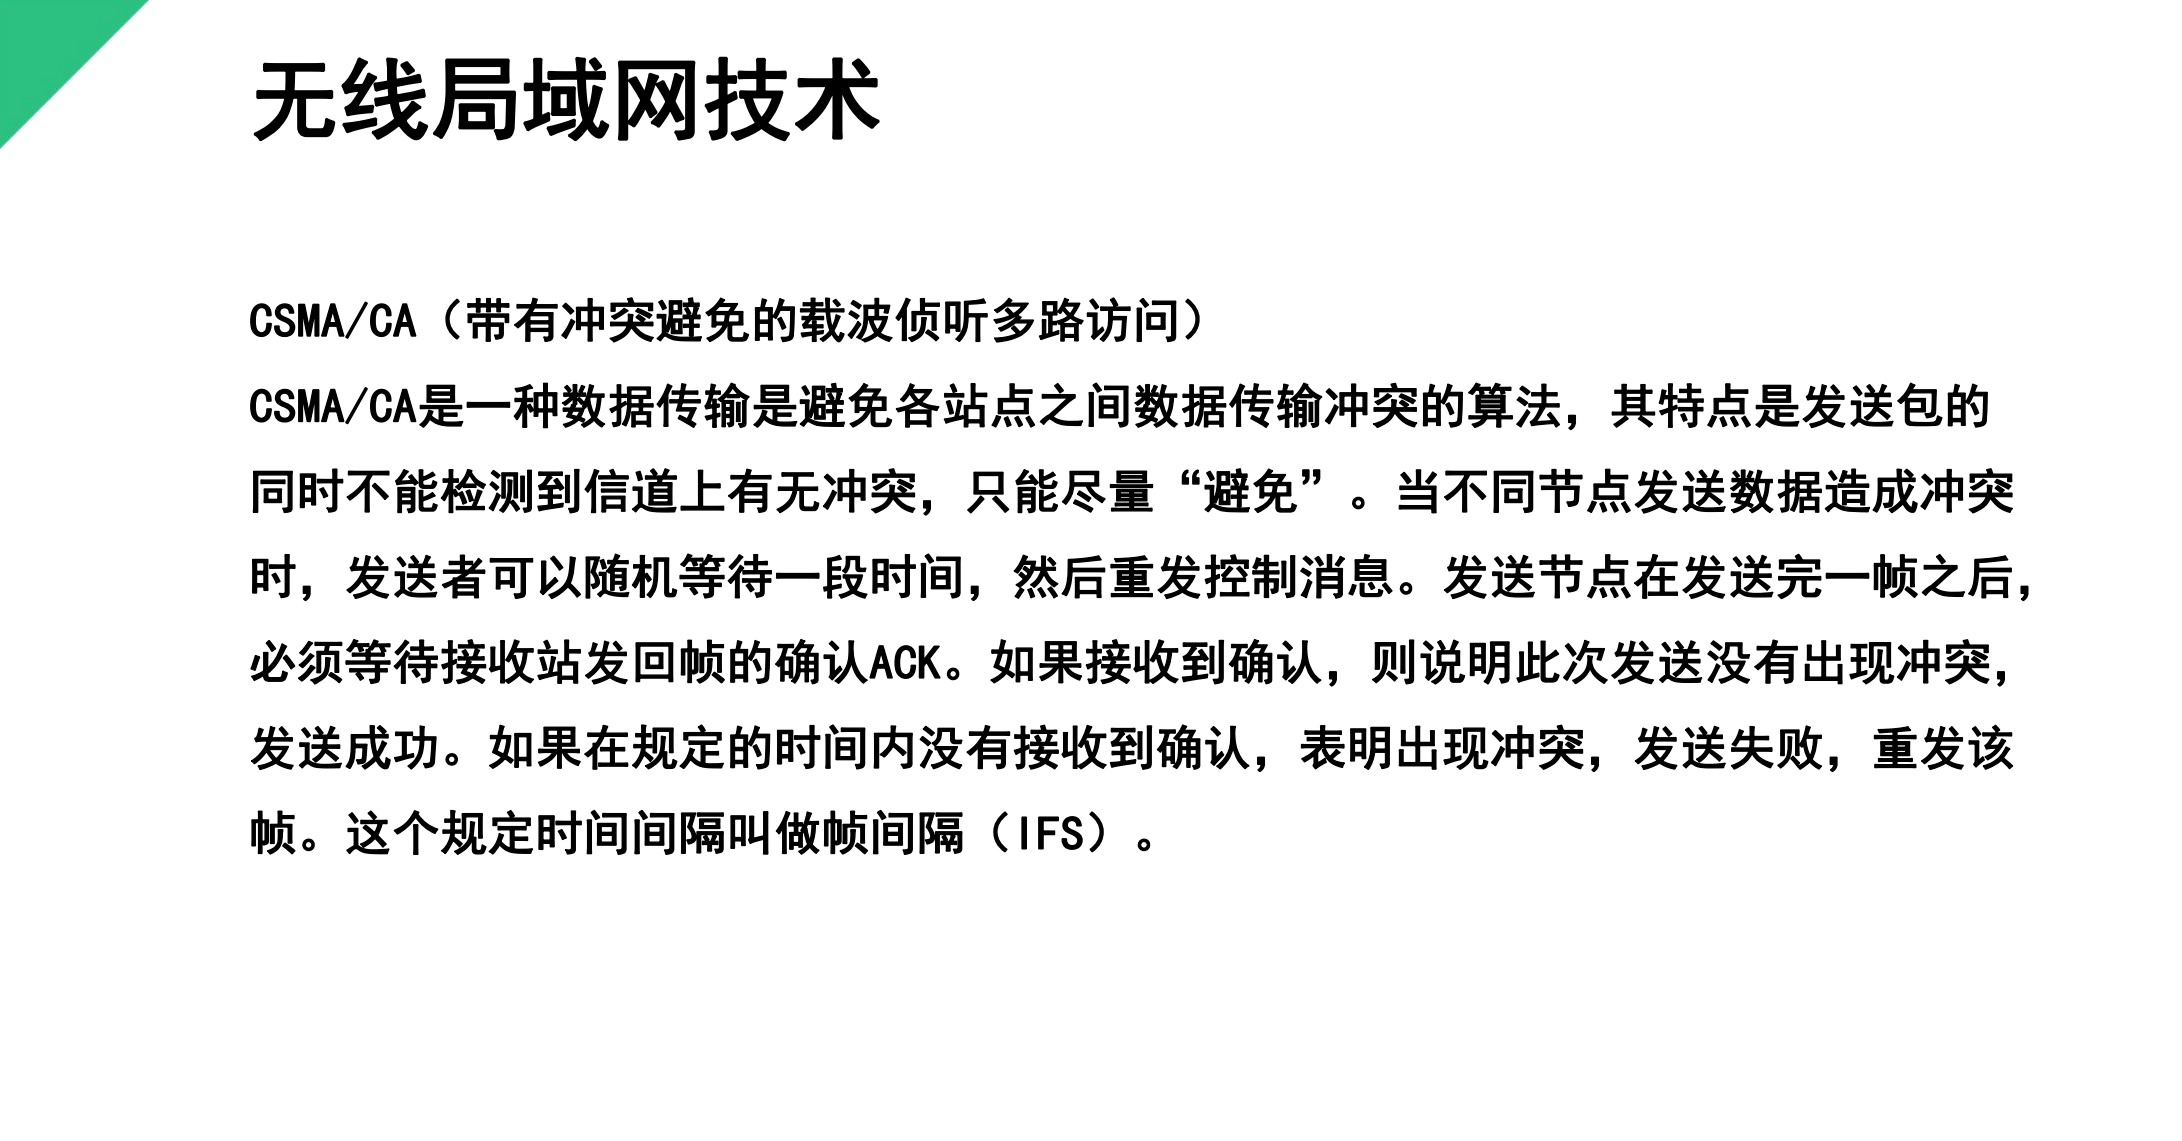 无线局域网技术
CSMA/CA（带有冲突避免的载波侦听多路访问）
CSMA/CA是一种数据传输是避免各站点之间数据传输冲突的算法，其特点是发送包的
同时不能检测到信道上有无冲突，只能尽量“避免”。当不同节点发送数据造成冲突
时，发送者可以随机等待一段时间，然后重发控制消息。发送节点在发送完一帧之后，
必须等待接收站发回帧的确认ACK。如果接收到确认，则说明此次发送没有出现冲突，
发送成功。如果在规定的时间内没有接收到确认，表明出现冲突，发送失败，重发该
帧。这个规定时间间隔叫做帧间隔（IFS）。